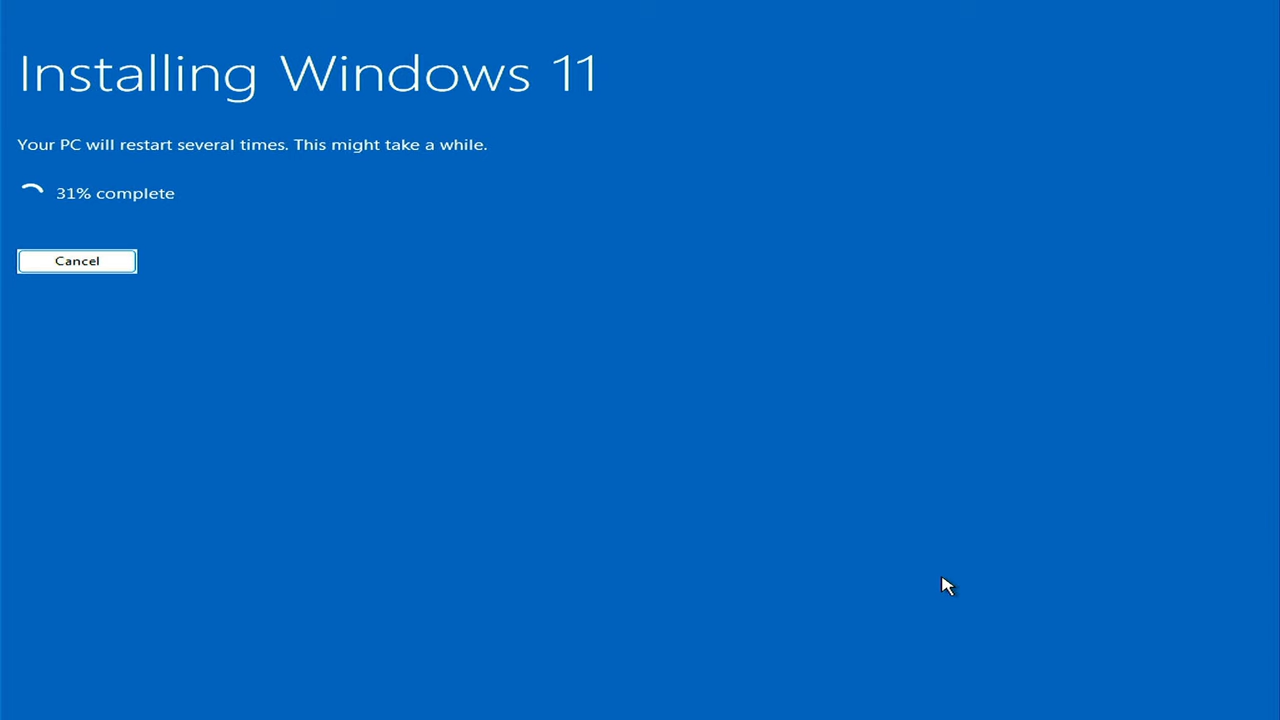 Installing Windows 11
Your PC will restart several times. This might take a while.
31% complete
Cancel